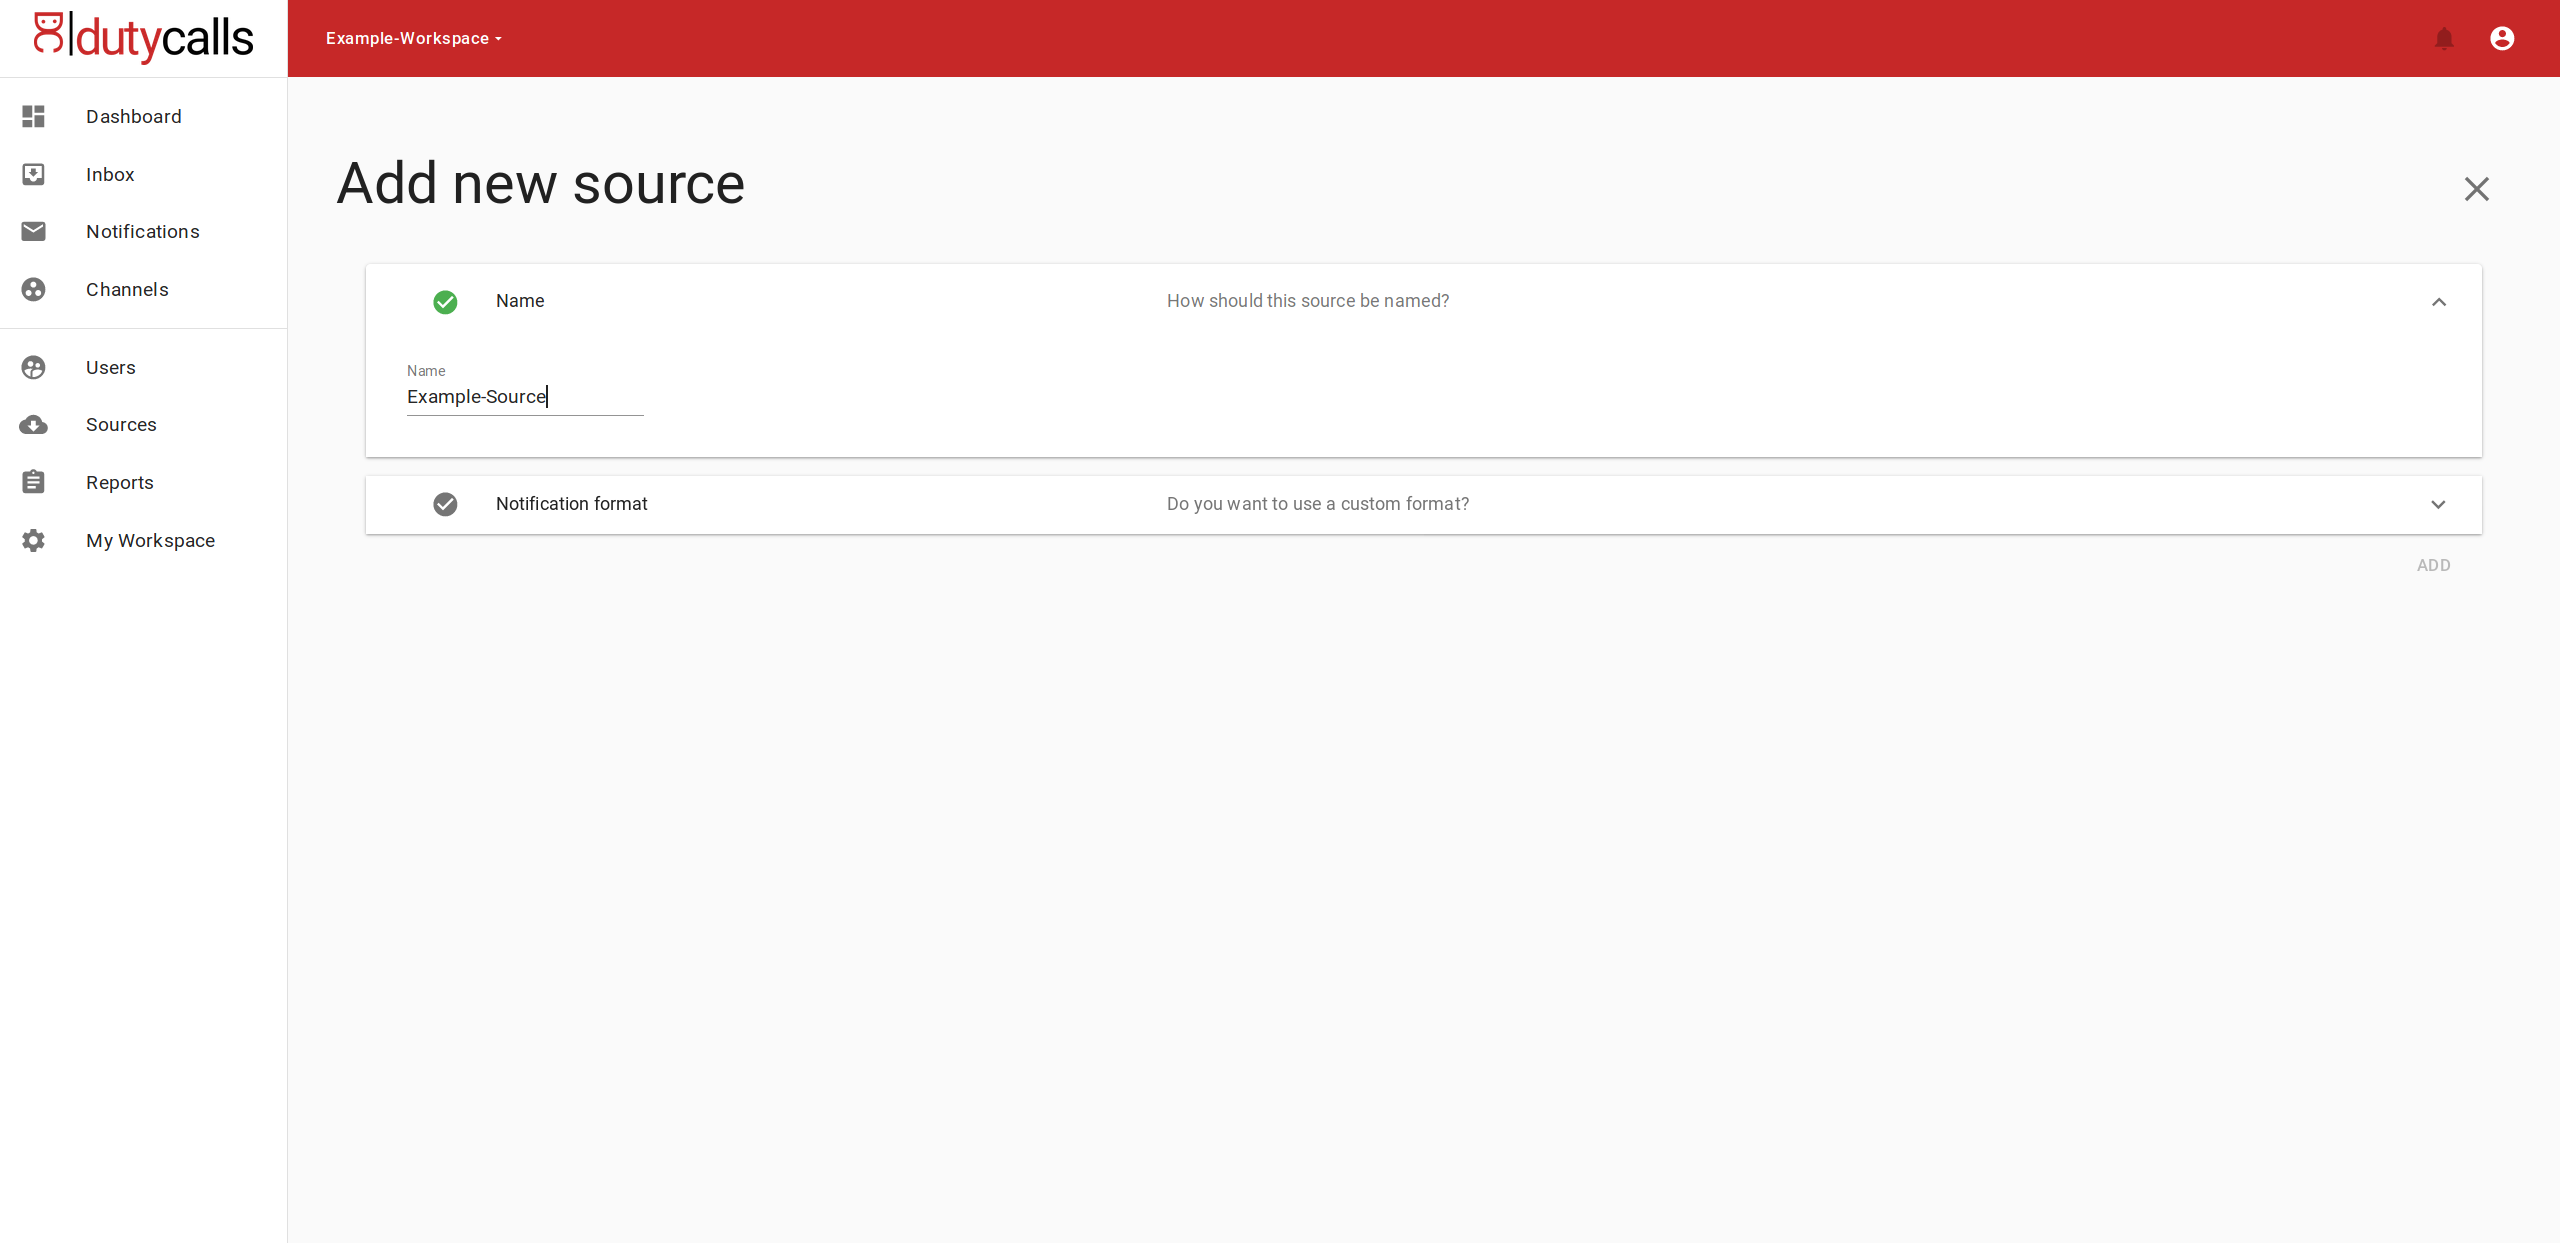 dutycalls
Example-Workspace
Dashboard
Inbox
Notifications
Channels
Users
Sources
Reports
My Workspace
Add new source
Name
How should this source be named?
Name
Example-Source
Notification format
Do you want to use a custom format?
ADD